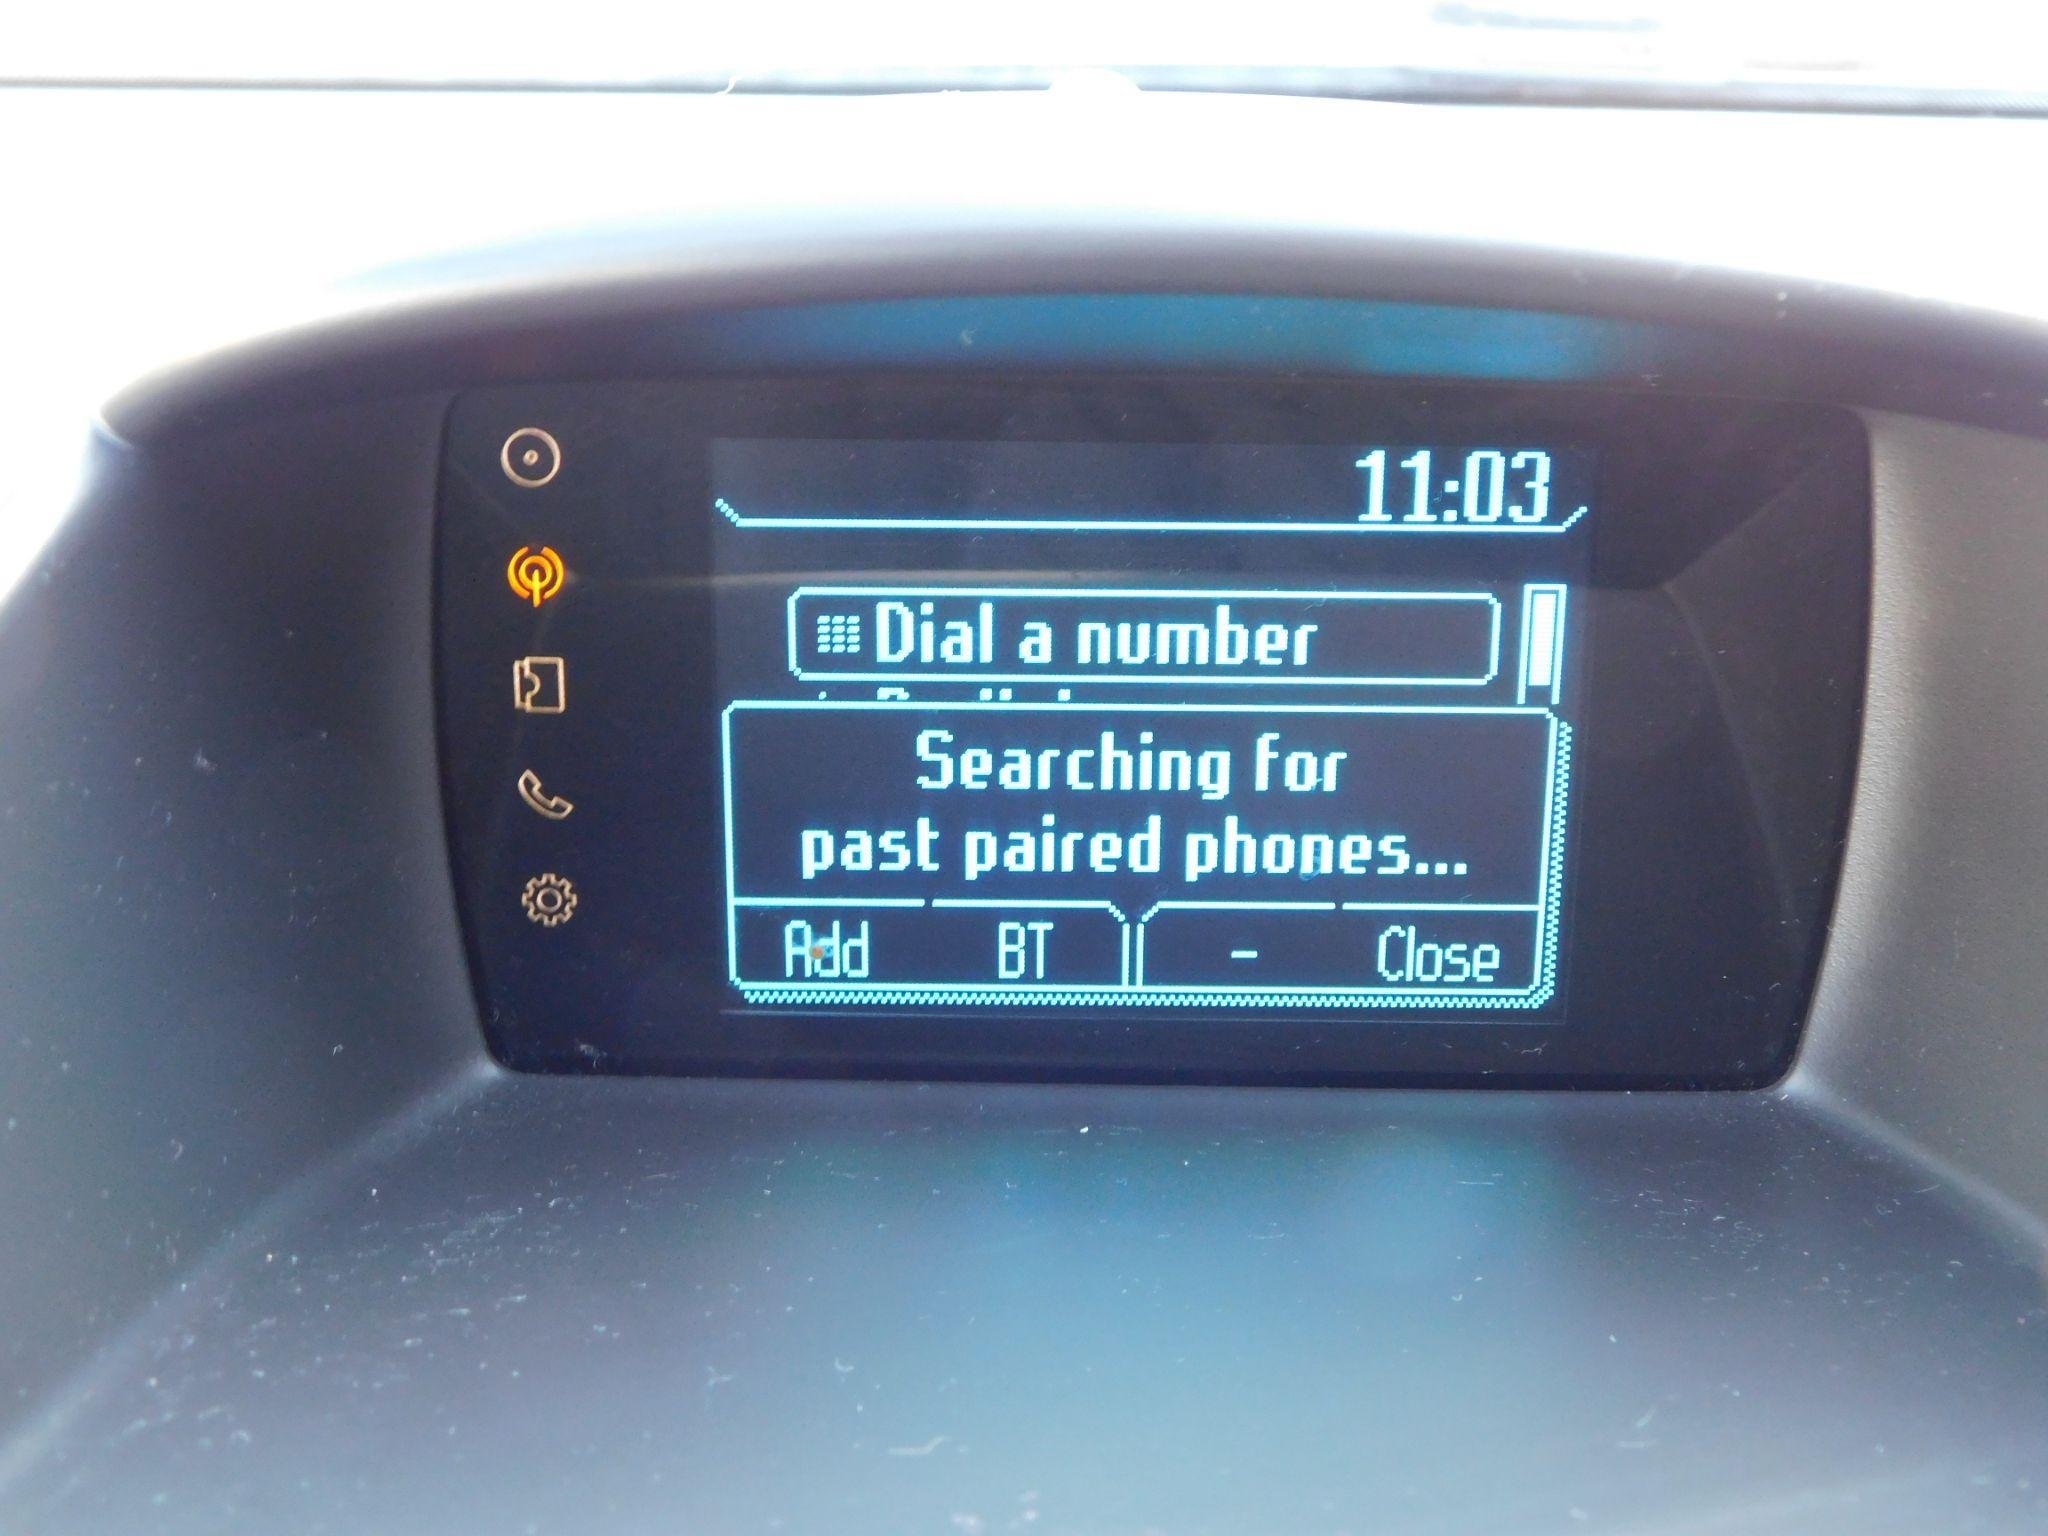 11:03
Dial a number
Searching for
past paired phones...
Add BT - Close